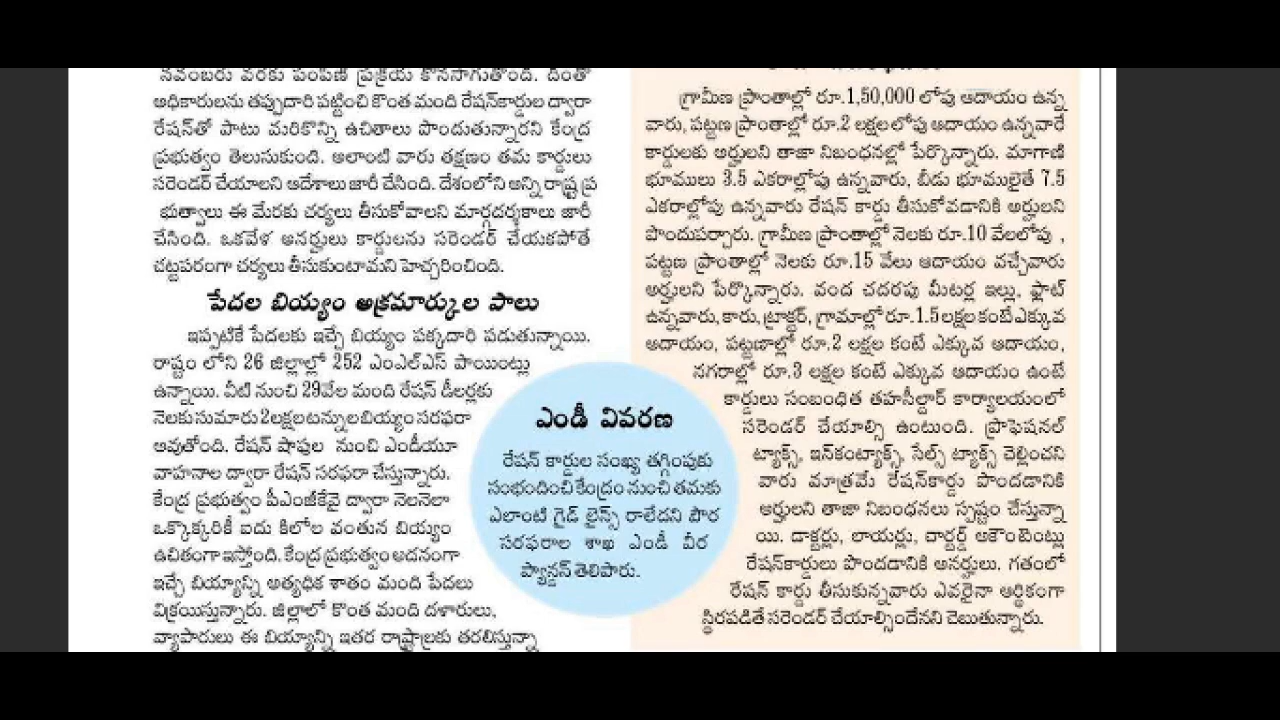 నవంబరు వరకు పంపిణీ ప్రక్రియ కొనసాగుతోంది. దీంతో
అధికారులను తప్పుదారి పట్టించి కొంత మంది రేషన్‌కార్డుల ద్వారా
రేషన్‌తో పాటు మరికొన్ని ఉచితాలు పొందుతున్నారని కేంద్ర
ప్రభుత్వం తెలుసుకుంది. అలాంటి వారు తక్షణం తమ కార్డులు
సరెండర్ చేయాలని ఆదేశాలు జారీ చేసింది. దేశంలోని అన్ని రాష్ట్ర ప్ర
భుత్వాలు ఈ మేరకు చర్యలు తీసుకోవాలని మార్గదర్శకాలు జారీ
చేసింది. ఒకవేళ అనర్హులు కార్డులను సరెండర్ చేయకపోతే
చట్టపరంగా చర్యలు తీసుకుంటామని హెచ్చరించింది.
పేదల బియ్యం అక్రమార్కుల పాలు
ఇప్పటికే పేదలకు ఇచ్చే బియ్యం పక్కదారి పడుతున్నాయి.
రాష్టం లోని 26 జిల్లాల్లో 252 ఎంఎల్ఎస్ పాయింట్లు
ఉన్నాయి. వీటి నుంచి 29వేల మంది రేషన్ డీలర్లకు
నెలకు సుమారు 2లక్షల టన్నుల బియ్యం సరఫరా
అవుతోంది. రేషన్ షాపుల నుంచి ఎండీయూ
వాహనాల ద్వారా రేషన్ సరఫరా చేస్తున్నారు.
కేంద్ర ప్రభుత్వం పీఎంజీకేవై ద్వారా నెలనెలా
ఒక్కొక్కరికీ ఐదు కిలోల వంతున బియ్యం
ఉచితంగా ఇస్తోంది. కేంద్ర ప్రభుత్వం అదనంగా
ఇచ్చే బియ్యాన్ని అత్యధిక శాతం మంది పేదలు
విక్రయిస్తున్నారు. జిల్లాలో కొంత మంది దళారులు,
వ్యాపారులు ఈ బియ్యాన్ని ఇతర రాష్ట్రాలకు తరలిస్తున్నా
ఎండీ వివరణ
రేషన్ కార్డుల సంఖ్య తగ్గింపుకు
సంభందించి కేంద్రం నుంచి తమకు
ఎలాంటి గైడ్ లైన్స్ రాలేదని పౌర
సరఫరాల శాఖ ఎండీ వీర
ప్యాన్డన్ తెలిపారు.
గ్రామీణ ప్రాంతాల్లో రూ.1,50,000 లోపు ఆదాయం ఉన్న
వారు, పట్టణ ప్రాంతాల్లో రూ.2 లక్షలలోపు ఆదాయం ఉన్నవారే
కార్డులకు అర్హులని తాజా నిబంధనల్లో పేర్కొన్నారు. మాగాణి
భూములు 3.5 ఎకరాల్లోపు ఉన్నవారు, బీడు భూములైతే 7.5
ఎకరాల్లోపు ఉన్నవారు రేషన్ కార్డు తీసుకోవడానికి అర్హులని
పొందుపర్చారు. గ్రామీణ ప్రాంతాల్లో నెలకు రూ.10 వేలలోపు ,
పట్టణ ప్రాంతాల్లో నెలకు రూ.15 వేలు ఆదాయం వచ్చేవారు
అర్హులని పేర్కొన్నారు. వంద చదరపు మీటర్ల ఇల్లు, ఫ్లాట్
ఉన్నవారు, కారు, ట్రాక్టర్, గ్రామాల్లో రూ.1.5 లక్షల కంటే ఎక్కువ
ఆదాయం, పట్టణాల్లో రూ.2 లక్షల కంటే ఎక్కువ ఆదాయం,
నగరాల్లో రూ.3 లక్షల కంటే ఎక్కువ ఆదాయం ఉంటే
కార్డులు సంబంధిత తహసీల్దార్ కార్యాలయంలో
సరెండర్ చేయాల్సి ఉంటుంది. ప్రొఫెషనల్
ట్యాక్స్, ఇన్‌కంట్యాక్స్, సేల్స్ ట్యాక్స్ చెల్లించని
వారు మాత్రమే రేషన్‌కార్డు పొందడానికి
అర్హులని తాజా నిబంధనలు స్పష్టం చేస్తున్నా
యి. డాక్టర్లు, లాయర్లు, చార్టర్డ్ అకౌంటెంట్లు
రేషన్‌కార్డులు పొందడానికి అనర్హులు. గతంలో
రేషన్ కార్డు తీసుకున్నవారు ఎవరైనా ఆర్థికంగా
స్థిరపడితే సరెండర్ చేయాల్సిందేనని చెబుతున్నారు.